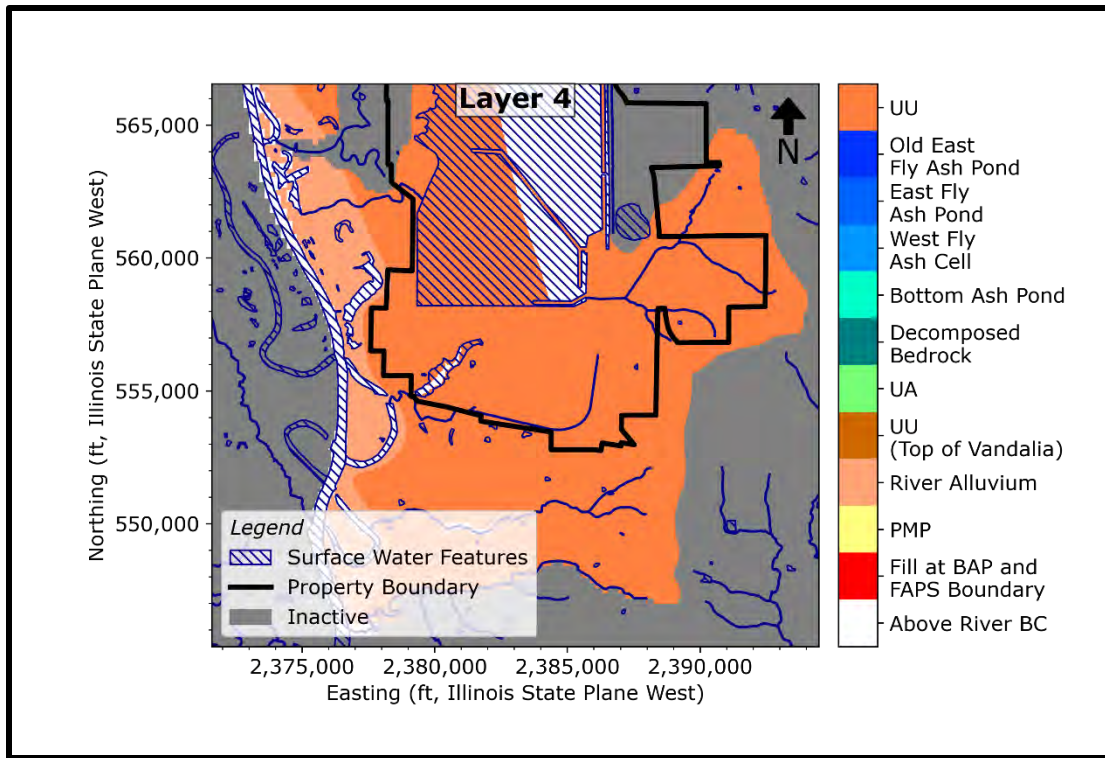 Layer 4
N
565,000
560,000
555,000
550,000
Northing (ft, Illinois State Plane West)
Legend
Surface Water Features
Property Boundary
Inactive
2,375,000 2,380,000 2,385,000 2,390,000
Easting (ft, Illinois State Plane West)
UU
Old East
Fly Ash Pond
East Fly
Ash Pond
West Fly
Ash Cell
Bottom Ash Pond
Decomposed
Bedrock
UA
UU
(Top of Vandalia)
River Alluvium
PMP
Fill at BAP and
FAPS Boundary
Above River BC